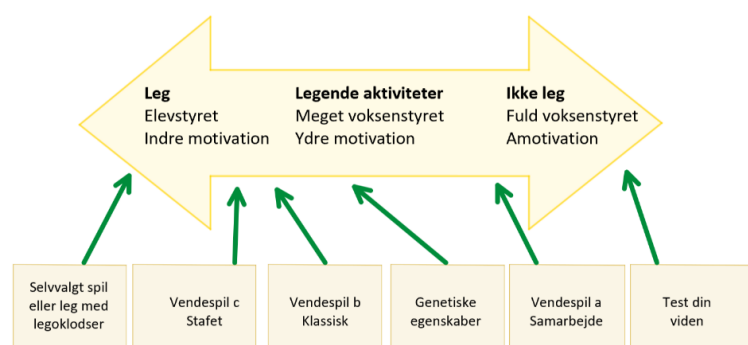 Leg
Elevstyret
Indre motivation
Legende aktiviteter
Meget voksenstyret
Ydre motivation
Ikke leg
Fuld voksenstyret
Amotivation
Selvvalgt spil
eller leg med
legoklodser
Vendespil c
Stafet
Vendespil b
Klassisk
Genetiske
egenskaber
Vendespil a
Samarbejde
Test din
viden